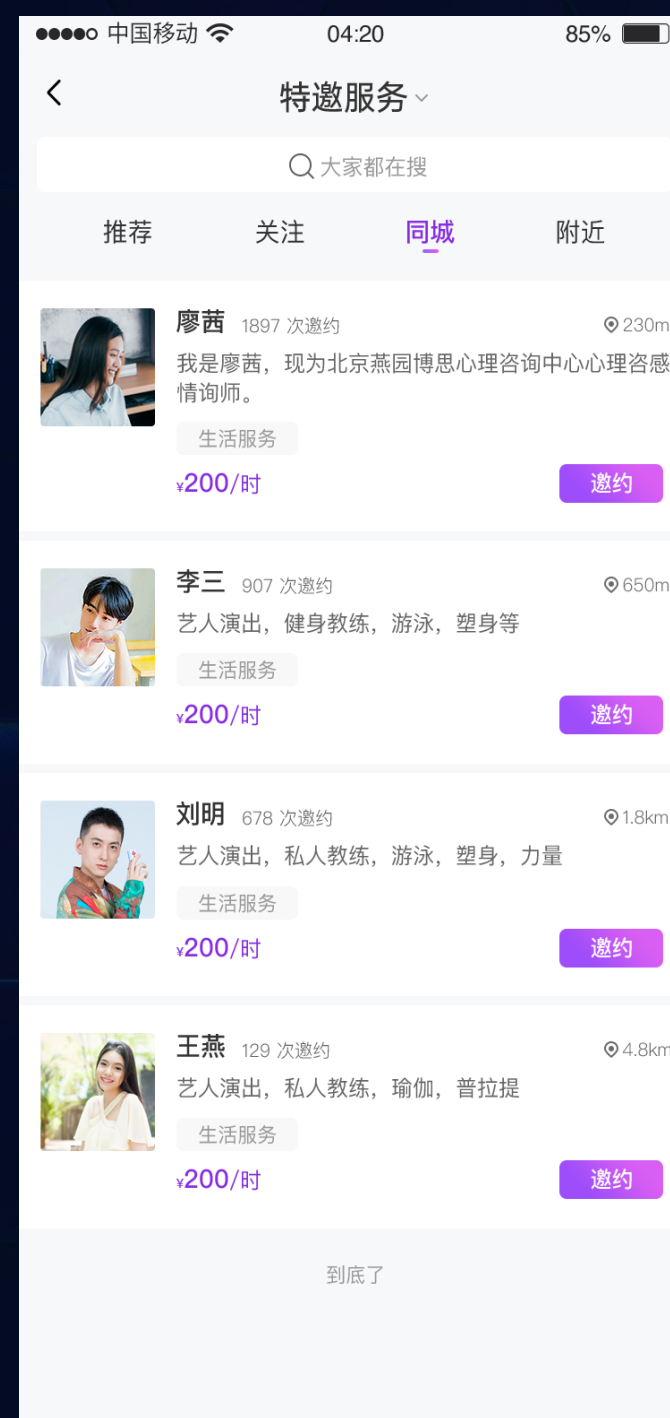 中国移动 04:20 85%
特邀服务
大家都在搜
推荐 关注 同城 附近
廖茜 1897 次邀约 230m
我是廖茜，现为北京燕园博思心理咨询中心心理咨感
情询师。
生活服务
¥200/时 邀约
李三 907 次邀约 650m
艺人演出，健身教练，游泳，塑身等
生活服务
¥200/时 邀约
刘明 678 次邀约 1.8km
艺人演出，私人教练，游泳，塑身，力量
生活服务
¥200/时 邀约
王燕 129 次邀约 4.8km
艺人演出，私人教练，瑜伽，普拉提
生活服务
¥200/时 邀约
到底了